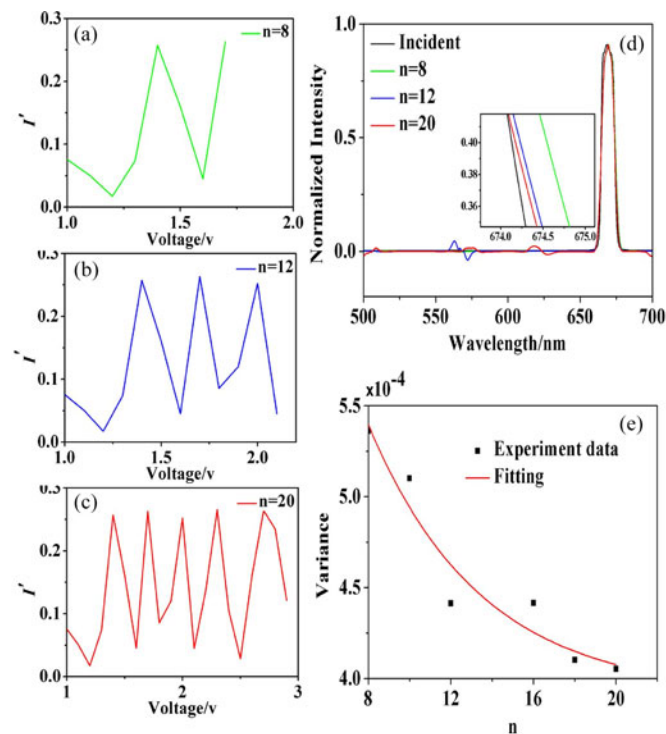 (a)
n=8
0.3
0.2
0.1
0.0
I'
1.0
1.5
2.0
Voltage/v
(b)
n=12
0.3
0.2
0.1
0.0
I'
1.0
1.5
2.0
Voltage/v
(c)
n=20
0.3
0.2
0.1
0.0
I'
1
2
3
Voltage/v
(d)
Incident
n=8
n=12
n=20
1.0
0.5
0.0
Normalized Intensity
0.40
0.38
0.36
674.0
674.5
675.0
500
550
600
650
700
Wavelength/nm
×10⁻⁴
(e)
Experiment data
Fitting
5.5
5.0
4.5
4.0
Variance
8
12
16
20
n